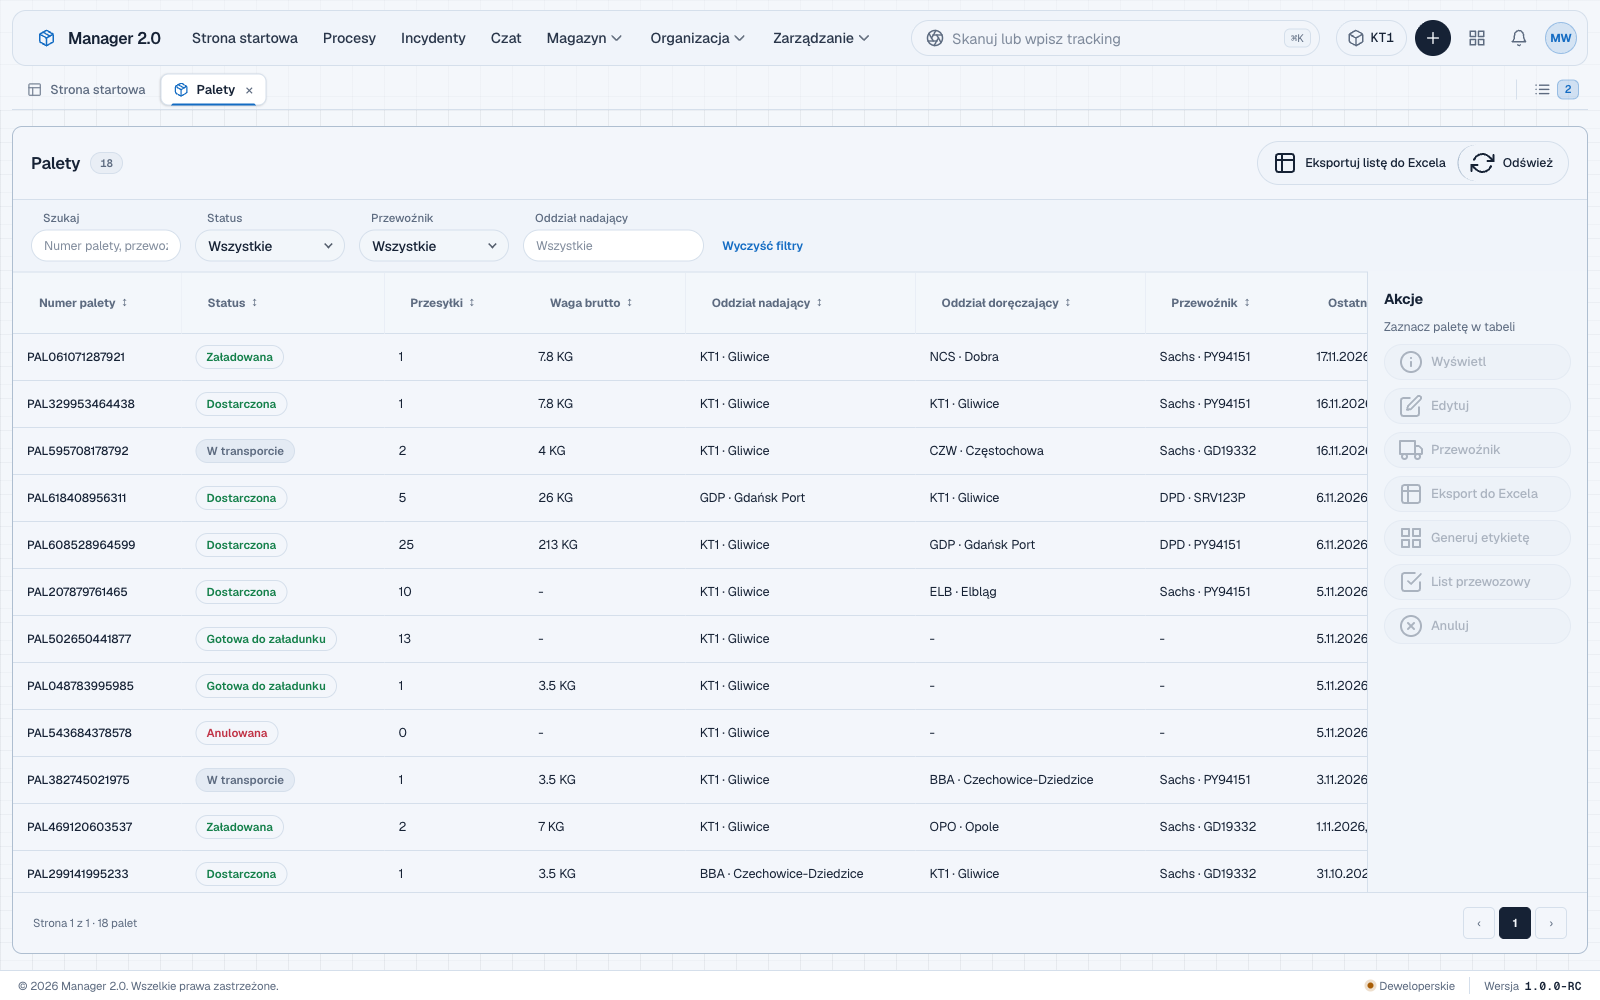 Manager 2.0 Strona startowa Procesy Incydenty Czat Magazyn Organizacja Zarządzanie Skanuj lub wpisz tracking ⌘K KT1 MW
Strona startowa Palety × 2
Palety 18 Eksportuj listę do Excela Odśwież
Szukaj Status Przewoźnik Oddział nadający
Numer palety, przewoź Wszystkie Wszystkie Wszystkie Wyczyść filtry
Numer palety ↕ Status ↕ Przesyłki ↕ Waga brutto ↕ Oddział nadający ↕ Oddział doręczający ↕ Przewoźnik ↕ Ostatn
PAL061071287921 Załadowana 1 7.8 KG KT1 · Gliwice NCS · Dobra Sachs · PY94151 17.11.2026
PAL329953464438 Dostarczona 1 7.8 KG KT1 · Gliwice KT1 · Gliwice Sachs · PY94151 16.11.2026
PAL595708178792 W transporcie 2 4 KG KT1 · Gliwice CZW · Częstochowa Sachs · GD19332 16.11.2026
PAL618408956311 Dostarczona 5 26 KG GDP · Gdańsk Port KT1 · Gliwice DPD · SRV123P 6.11.2026
PAL608528964599 Dostarczona 25 213 KG KT1 · Gliwice GDP · Gdańsk Port DPD · PY94151 6.11.2026
PAL207879761465 Dostarczona 10 - KT1 · Gliwice ELB · Elbląg Sachs · PY94151 5.11.2026
PAL502650441877 Gotowa do załadunku 13 - KT1 · Gliwice - - 5.11.2026
PAL048783995985 Gotowa do załadunku 1 3.5 KG KT1 · Gliwice - - 5.11.2026
PAL543684378578 Anulowana 0 - KT1 · Gliwice - - 5.11.2026
PAL382745021975 W transporcie 1 3.5 KG KT1 · Gliwice BBA · Czechowice-Dziedzice Sachs · PY94151 3.11.2026
PAL469120603537 Załadowana 2 7 KG KT1 · Gliwice OPO · Opole Sachs · GD19332 1.11.2026,
PAL299141995233 Dostarczona 1 3.5 KG BBA · Czechowice-Dziedzice KT1 · Gliwice Sachs · GD19332 31.10.202
Akcje
Zaznacz paletę w tabeli
Wyświetl
Edytuj
Przewoźnik
Eksport do Excela
Generuj etykietę
List przewozowy
Anuluj
Strona 1 z 1 · 18 palet ‹ 1 ›
© 2026 Manager 2.0. Wszelkie prawa zastrzeżone. Deweloperskie Wersja 1.0.0-RC